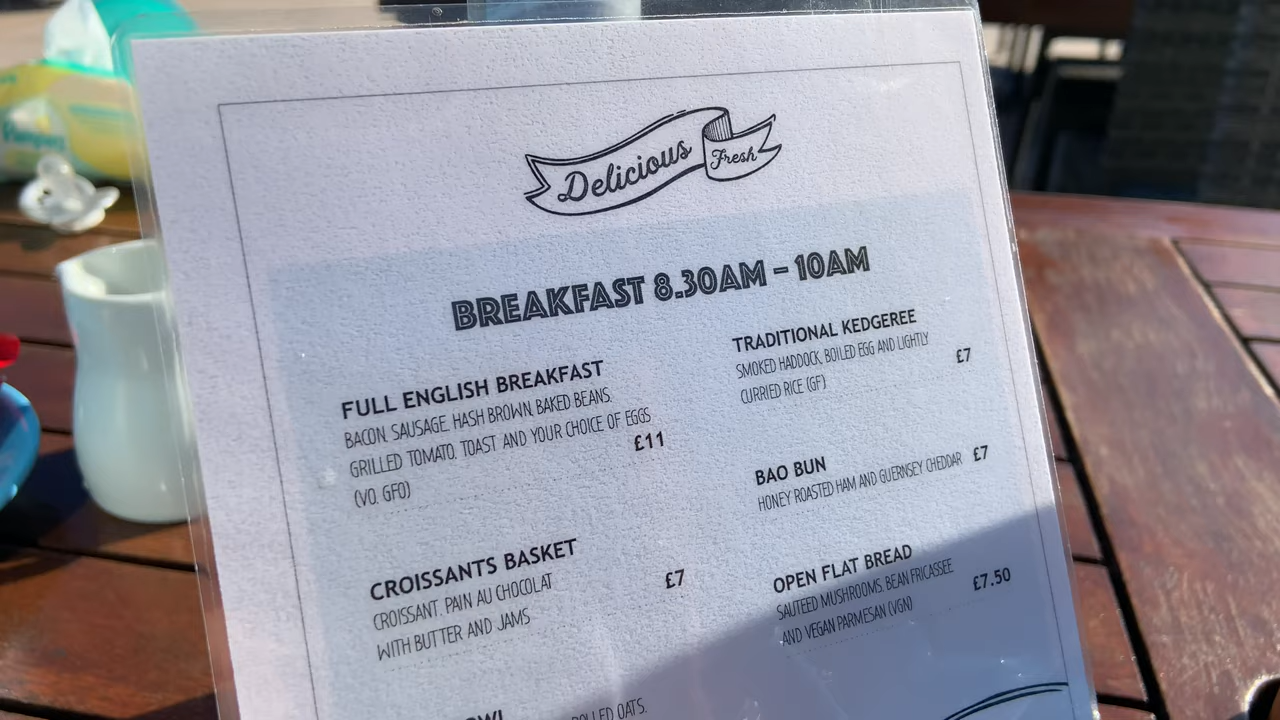 Pampers
Delicious Fresh
BREAKFAST 8.30AM – 10AM
FULL ENGLISH BREAKFAST
BACON, SAUSAGE, HASH BROWN, BAKED BEANS,
GRILLED TOMATO, TOAST AND YOUR CHOICE OF EGGS
(VO, GFO)
£11
CROISSANTS BASKET
CROISSANT, PAIN AU CHOCOLAT
WITH BUTTER AND JAMS
£7
ROLLED OATS,
TRADITIONAL KEDGEREE
SMOKED HADDOCK, BOILED EGG AND LIGHTLY
CURRIED RICE (GF)
£7
BAO BUN
HONEY ROASTED HAM AND GUERNSEY CHEDDAR
£7
OPEN FLAT BREAD
SAUTEED MUSHROOMS, BEAN FRICASSEE
AND VEGAN PARMESAN (VGN)
£7.50